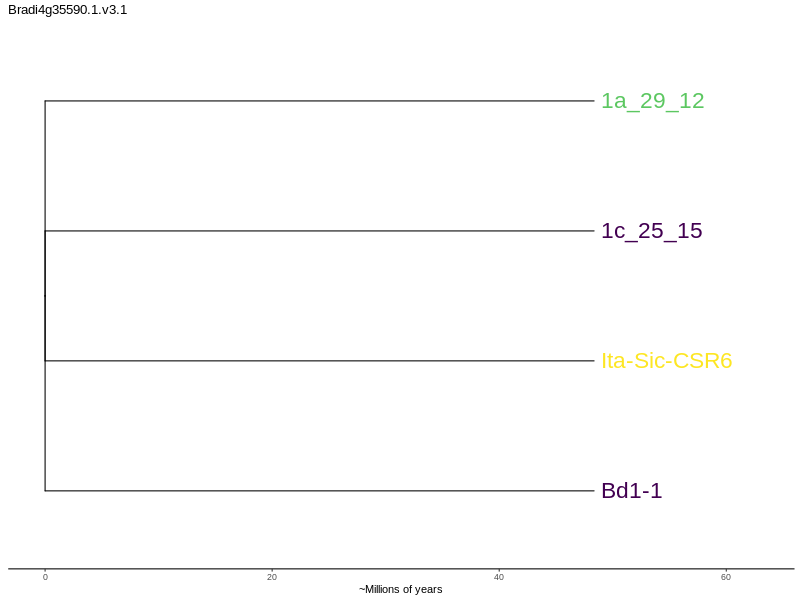 Bradi4g35590.1.v3.1
1a_29_12
1c_25_15
Ita-Sic-CSR6
Bd1-1
0 20 40 60
~Millions of years